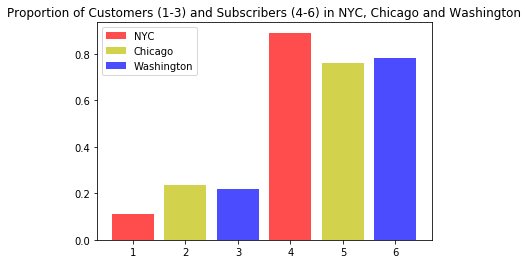 Proportion of Customers (1-3) and Subscribers (4-6) in NYC, Chicago and Washington
NYC
Chicago
Washington
0.8
0.6
0.4
0.2
0.0
1 2 3 4 5 6